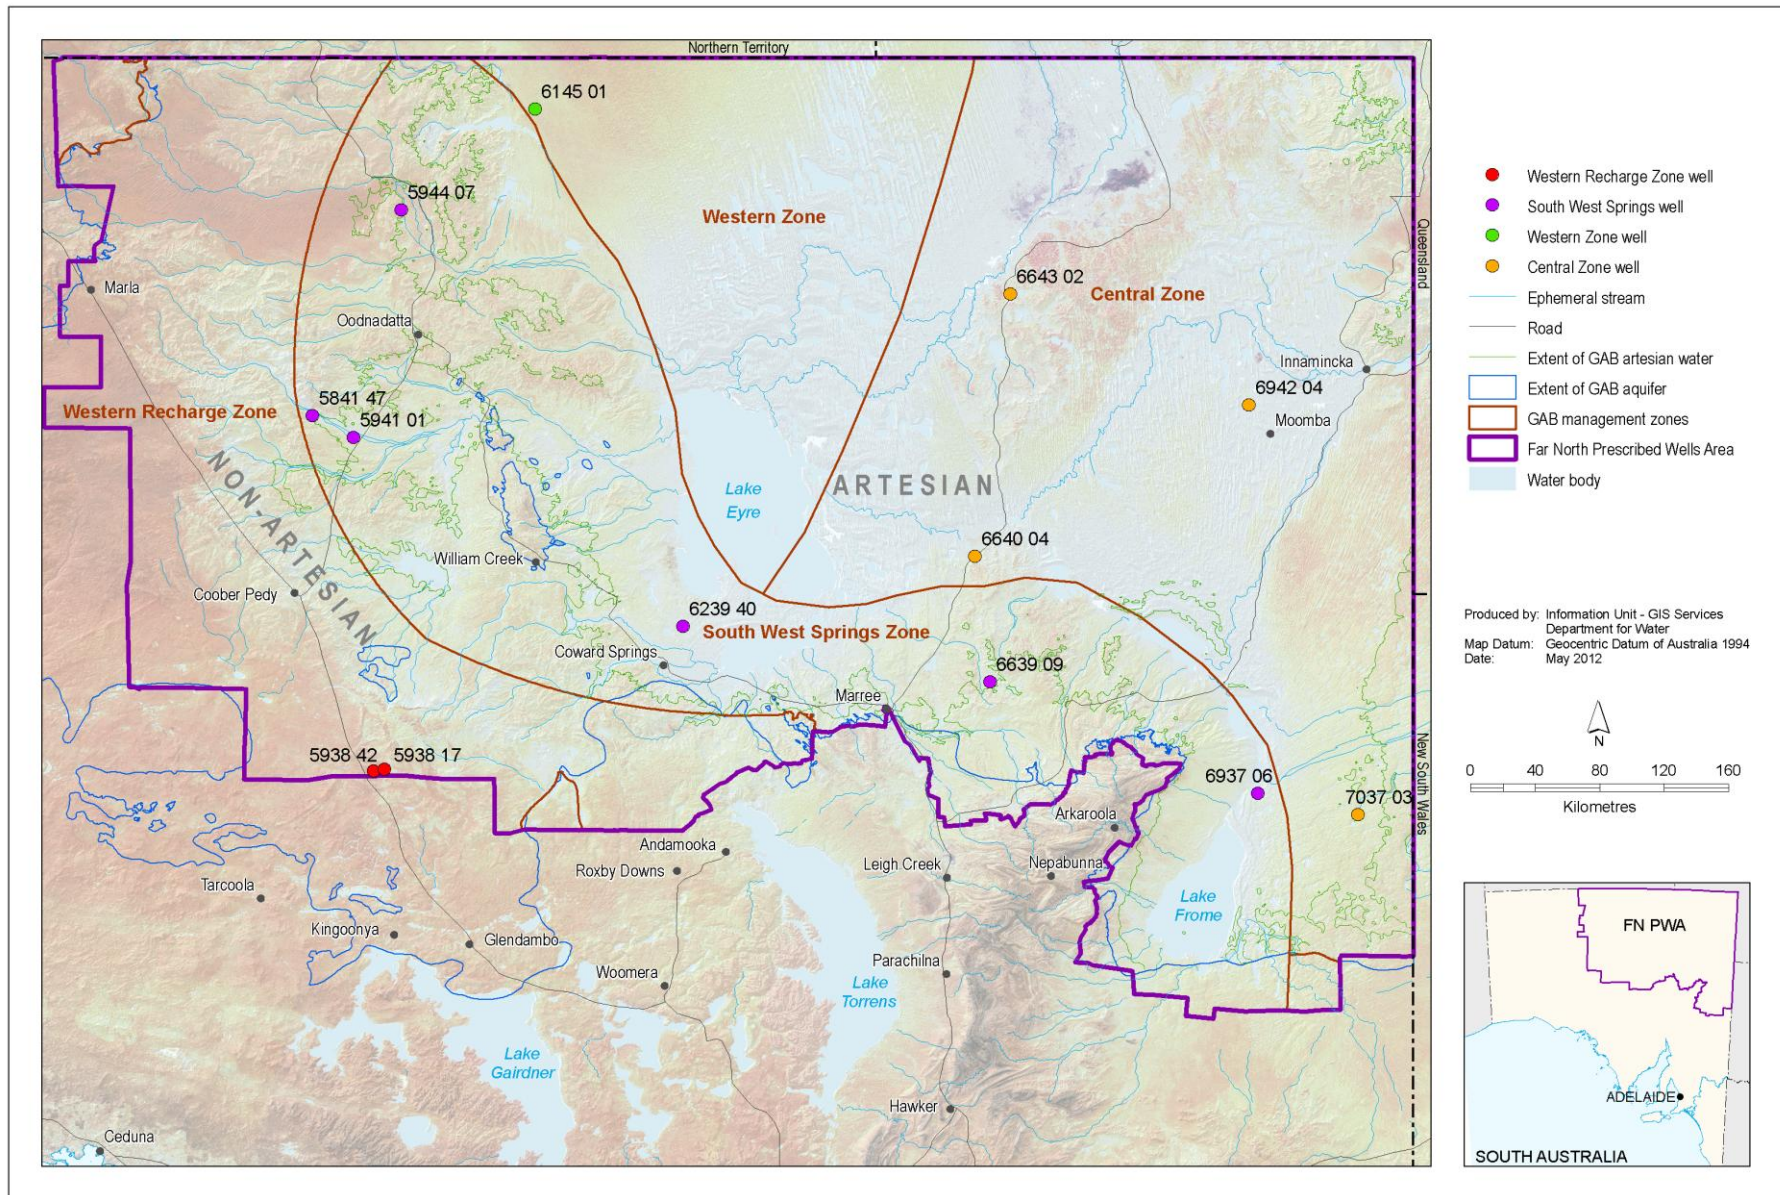 Northern Territory
6145 01
5944 07
Western Zone
Queensland
6643 02
Central Zone
Marla
Oodnadatta
Innamincka
6942 04
Moomba
5841 47
Western Recharge Zone
5941 01
NON-ARTESIAN
ARTESIAN
Lake
Eyre
6640 04
William Creek
Coober Pedy
6239 40
South West Springs Zone
Coward Springs
6639 09
Marree
New South Wales
5938 42
5938 17
6937 06
7037 03
Arkaroola
Andamooka
Roxby Downs
Leigh Creek
Nepabunna
Tarcoola
Lake
Frome
Kingoonya
Glendambo
Woomera
Parachilna
Lake
Torrens
Lake
Gairdner
Hawker
Ceduna
Western Recharge Zone well
South West Springs well
Western Zone well
Central Zone well
Ephemeral stream
Road
Extent of GAB artesian water
Extent of GAB aquifer
GAB management zones
Far North Prescribed Wells Area
Water body
Produced by: Information Unit - GIS Services
Department for Water
Map Datum: Geocentric Datum of Australia 1994
Date: May 2012
N
0 40 80 120 160
Kilometres
FN PWA
ADELAIDE
SOUTH AUSTRALIA